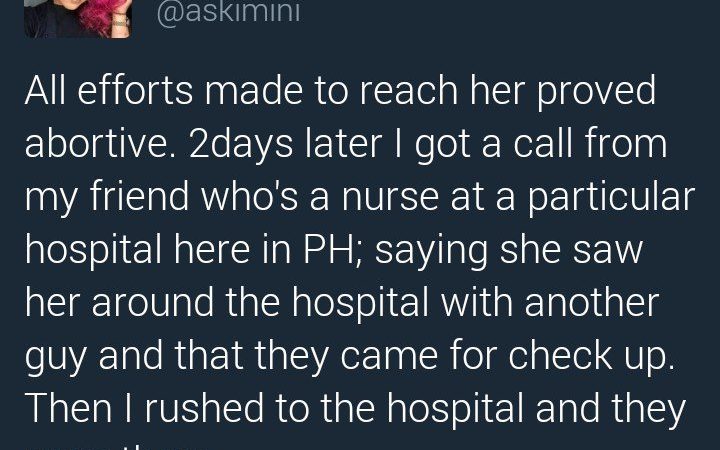 @askimini
All efforts made to reach her proved
abortive. 2days later I got a call from
my friend who's a nurse at a particular
hospital here in PH; saying she saw
her around the hospital with another
guy and that they came for check up.
Then I rushed to the hospital and they